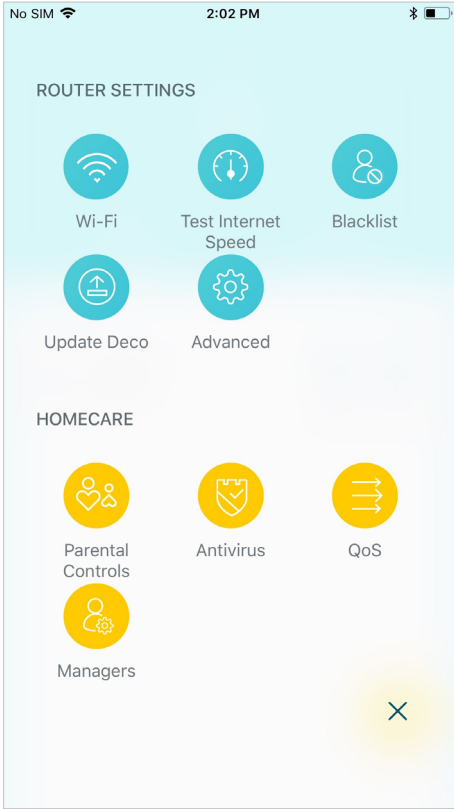 No SIM 2:02 PM
ROUTER SETTINGS
Wi-Fi Test Internet Blacklist
Speed
Update Deco Advanced
HOMECARE
Parental Antivirus QoS
Controls
Managers